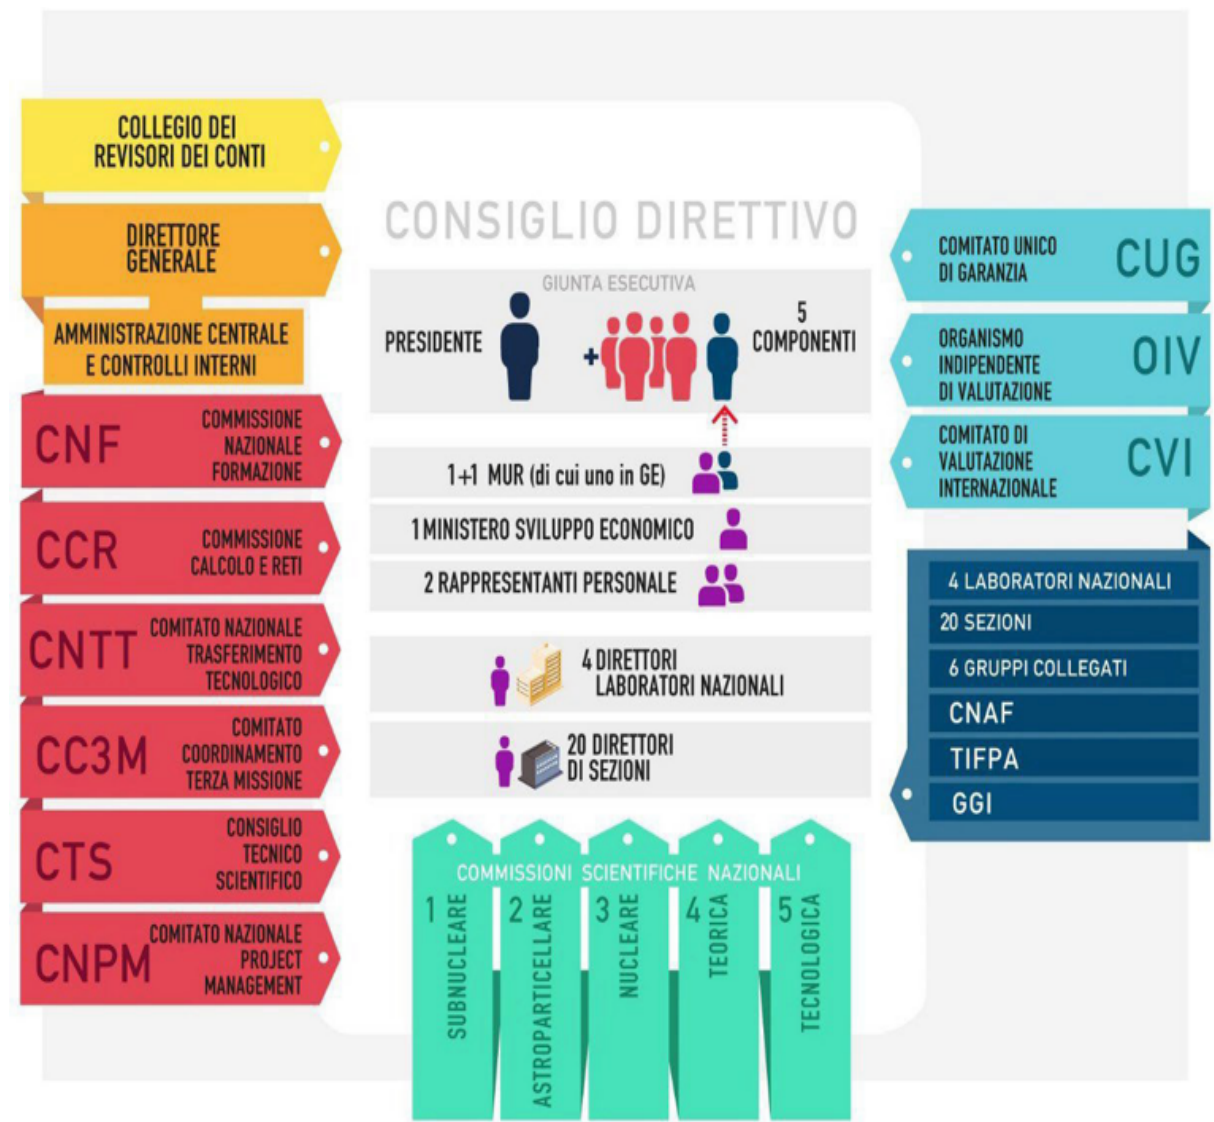 COLLEGIO DEI
REVISORI DEI CONTI
DIRETTORE
GENERALE
AMMINISTRAZIONE CENTRALE
E CONTROLLI INTERNI
CNF
COMMISSIONE
NAZIONALE
FORMAZIONE
CCR
COMMISSIONE
CALCOLO E RETI
CNTT
COMITATO NAZIONALE
TRASFERIMENTO
TECNOLOGICO
CC3M
COMITATO
COORDINAMENTO
TERZA MISSIONE
CTS
CONSIGLIO
TECNICO
SCIENTIFICO
CNPM
COMITATO NAZIONALE
PROJECT
MANAGEMENT
CONSIGLIO DIRETTIVO
GIUNTA ESECUTIVA
PRESIDENTE
+
5
COMPONENTI
1+1 MUR (di cui uno in GE)
1 MINISTERO SVILUPPO ECONOMICO
2 RAPPRESENTANTI PERSONALE
4 DIRETTORI
LABORATORI NAZIONALI
20 DIRETTORI
DI SEZIONI
COMMISSIONI SCIENTIFICHE NAZIONALI
1 SUBNUCLEARE
2 ASTROPARTICELLARE
3 NUCLEARE
4 TEORICA
5 TECNOLOGICA
COMITATO UNICO
DI GARANZIA
CUG
ORGANISMO
INDIPENDENTE
DI VALUTAZIONE
OIV
COMITATO DI
VALUTAZIONE
INTERNAZIONALE
CVI
4 LABORATORI NAZIONALI
20 SEZIONI
6 GRUPPI COLLEGATI
CNAF
TIFPA
GGI